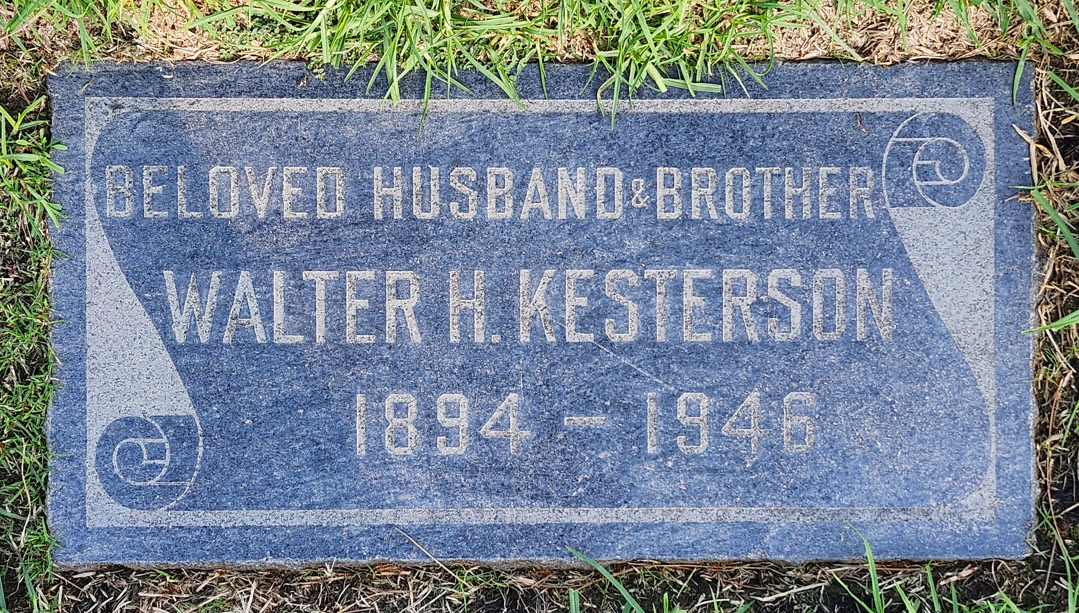 BELOVED HUSBAND & BROTHER
WALTER H. KESTERSON
1894 – 1946